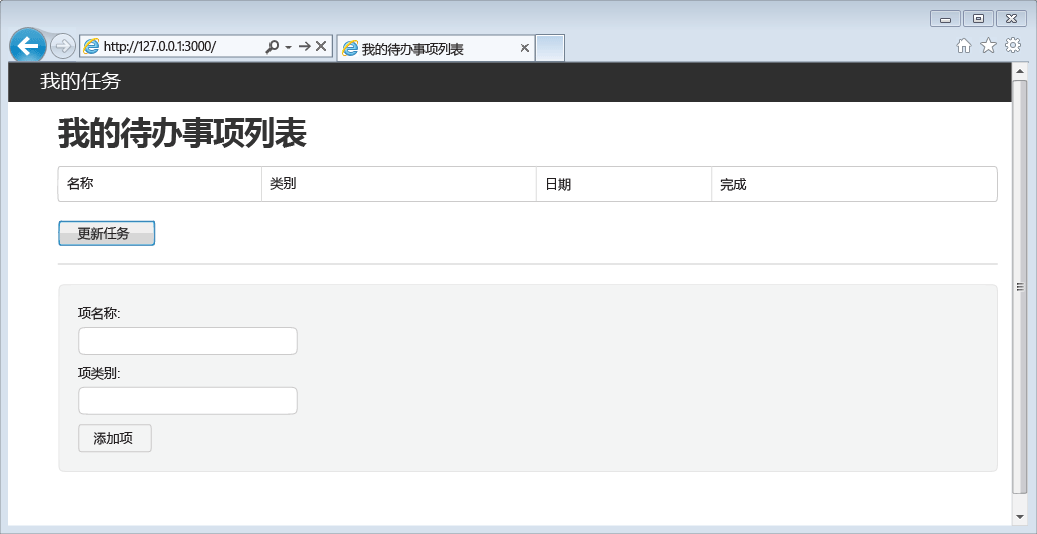 http://127.0.0.1:3000/
我的待办事项列表
我的任务
我的待办事项列表
名称 类别 日期 完成
更新任务
项名称:
项类别:
添加项